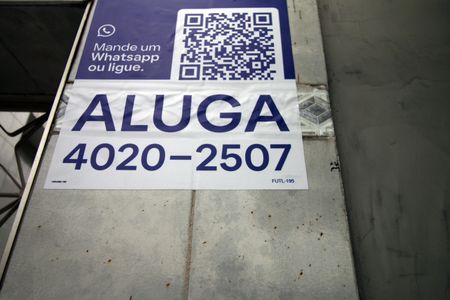 Mande um
Whatsapp
ou ligue.
ALUGA
4020-2507
FUTL-195